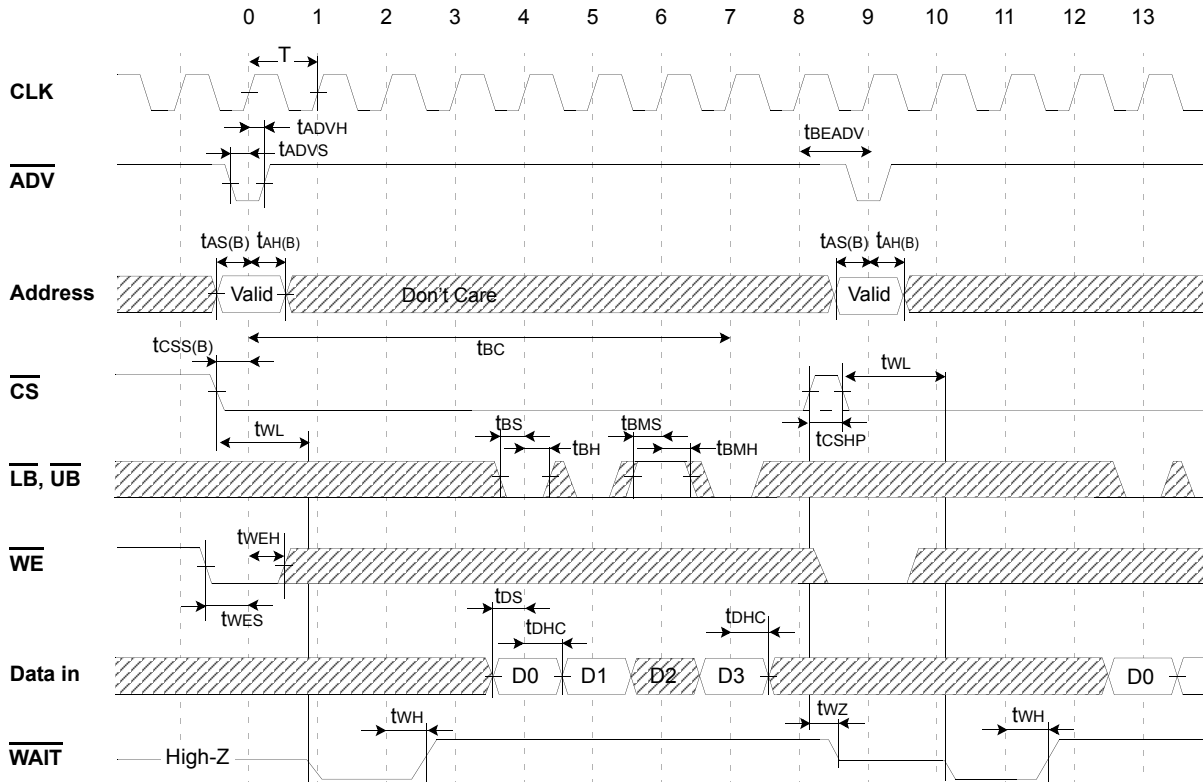 0 1 2 3 4 5 6 7 8 9 10 11 12 13
T
CLK
tADVH
tBEADV
tADVS
ADV
tAS(B) tAH(B) tAS(B) tAH(B)
Address Valid Don't Care Valid
tCSS(B) tBC
CS tWL
tBS tBMS
tWL tBH tBMH tCSHP
LB, UB
tWEH
WE
tDS
tWES tDHC tDHC
Data in D0 D1 D2 D3 D0
tWH tWZ tWH
WAIT High-Z